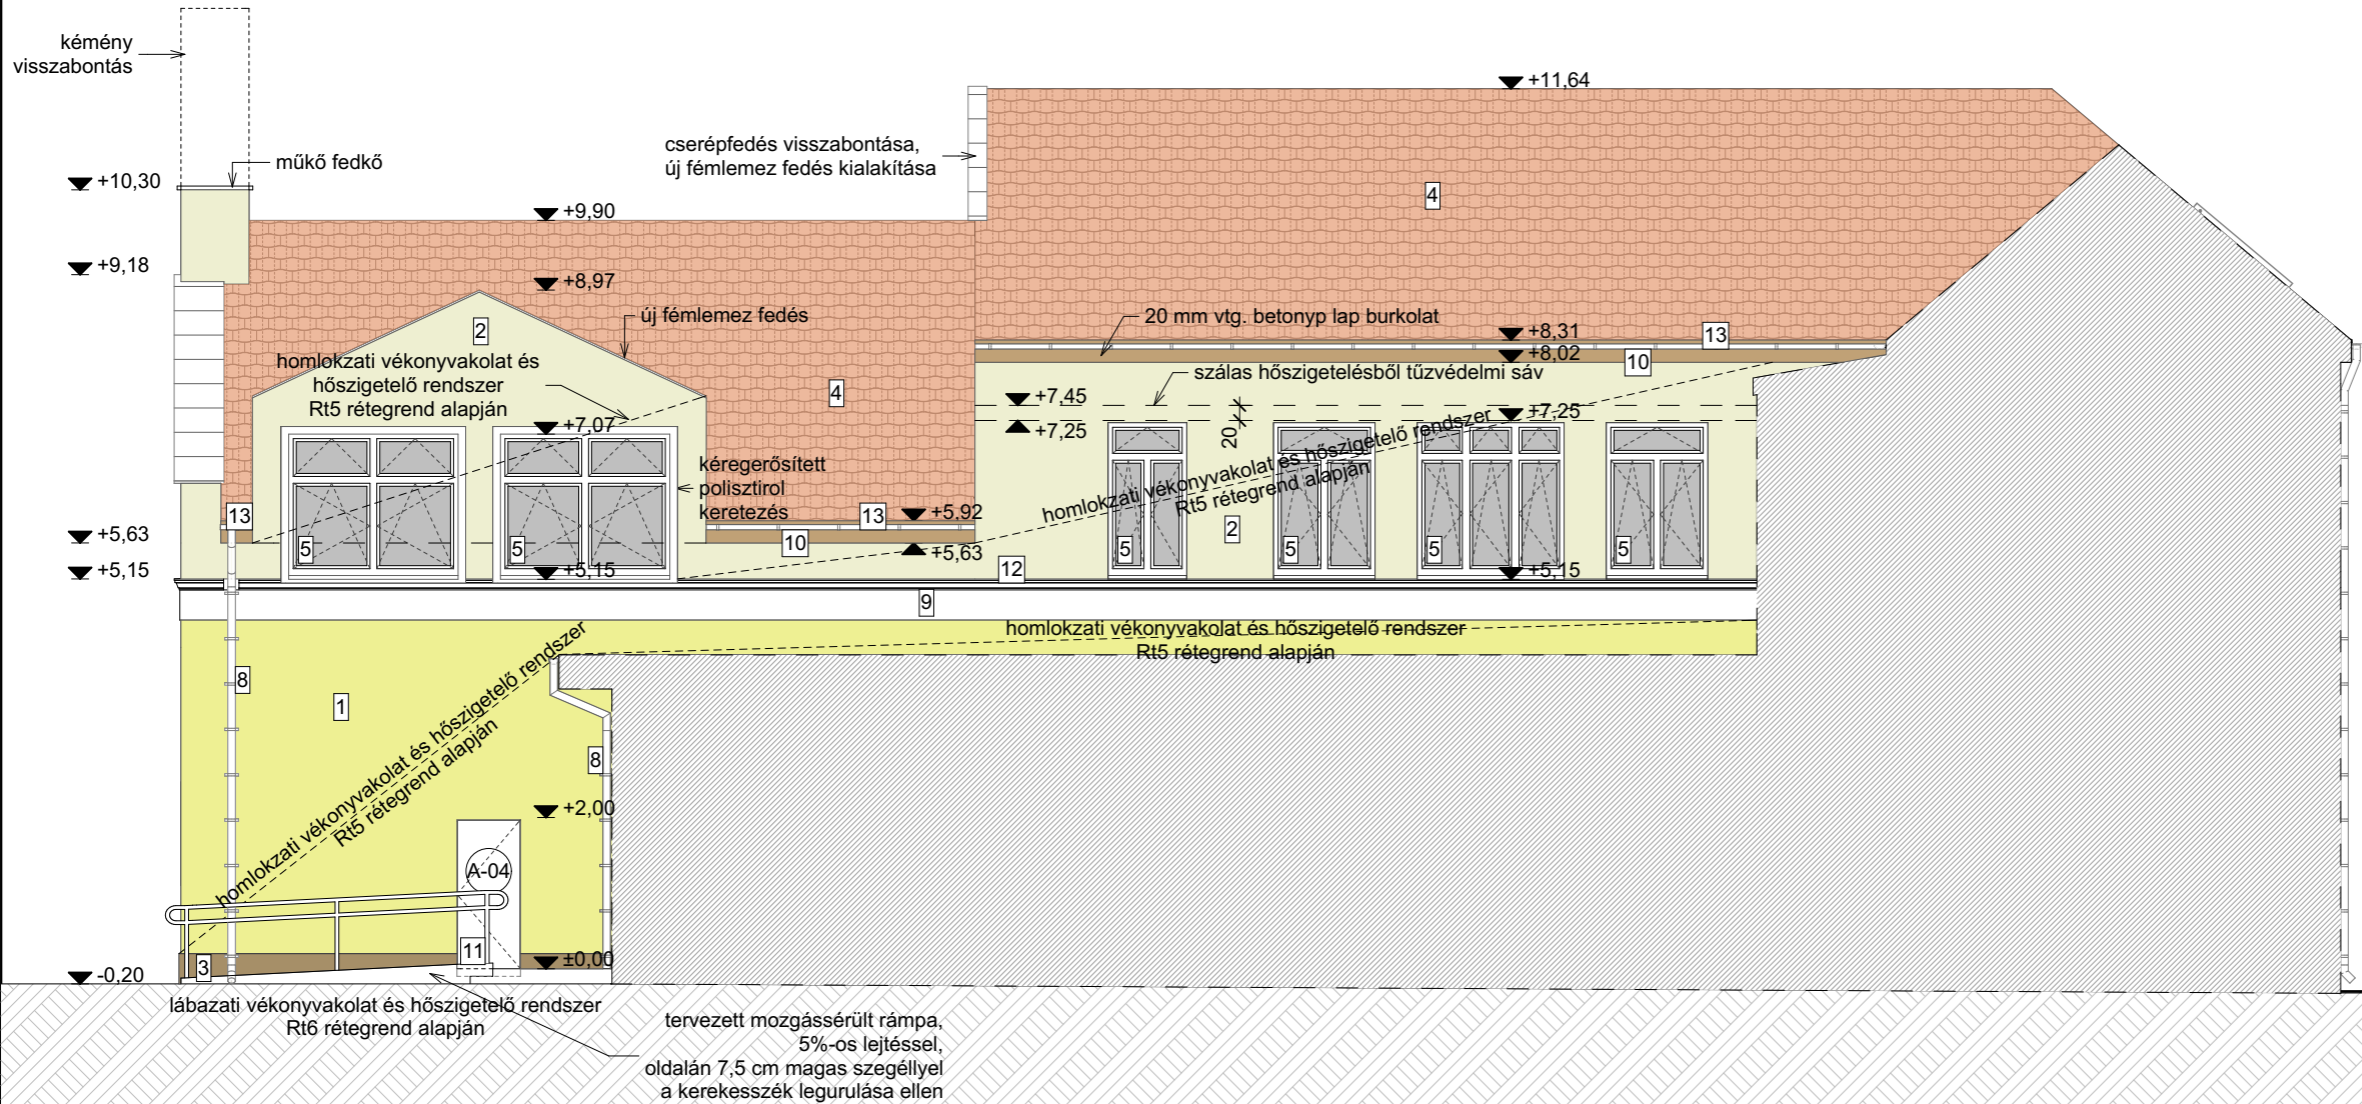 kémény
visszabontás
műkő fedkő
+10,30
+9,18
+9,90
+8,97
cserépfedés visszabontása,
új fémlemez fedés kialakítása
+11,64
4
2
új fémlemez fedés
homlokzati vékonyvakolat és
hőszigetelő rendszer
Rt5 rétegrend alapján
4
20 mm vtg. betonyp lap burkolat
+8,31
13
+8,02
10
szálas hőszigetelésből tűzvédelmi sáv
+7,45
+7,25
20
+7,25
+7,07
kéregerősített
polisztirol
keretezés
homlokzati vékonyvakolat és hőszigetelő rendszer
Rt5 rétegrend alapján
13
13
+5,92
10
+5,63
+5,63
+5,15
5
5
+5,15
2
5
5
5
5
+5,15
12
9
homlokzati vékonyvakolat és hőszigetelő rendszer
Rt5 rétegrend alapján
8
1
homlokzati vékonyvakolat és hőszigetelő rendszer
Rt5 rétegrend alapján
8
+2,00
A-04
11
3
±0,00
-0,20
lábazati vékonyvakolat és hőszigetelő rendszer
Rt6 rétegrend alapján
tervezett mozgássérült rámpa,
5%-os lejtéssel,
oldalán 7,5 cm magas szegéllyel
a kerekesszék legurulása ellen